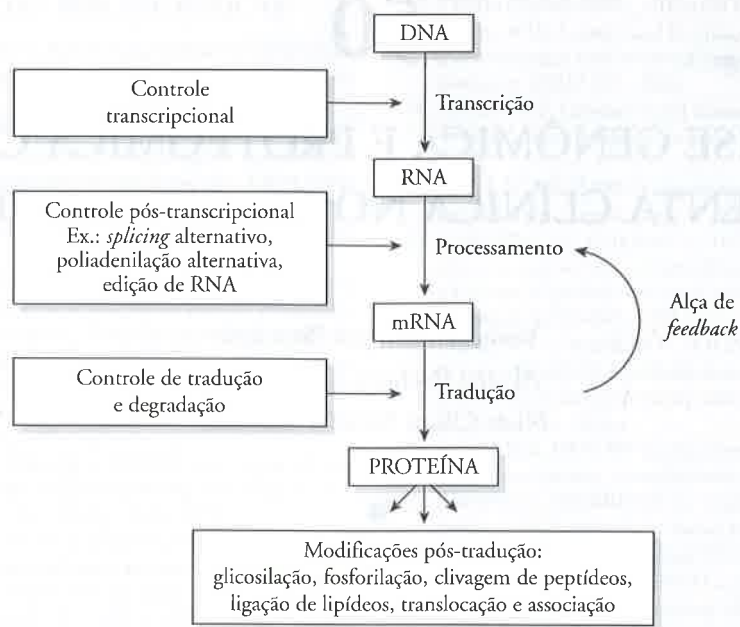 DNA
Controle
transcripcional
Transcrição
RNA
Controle pós-transcripcional
Ex.: splicing alternativo,
poliadenilação alternativa,
edição de RNA
Processamento
Alça de
feedback
mRNA
Controle de tradução
e degradação
Tradução
PROTEÍNA
Modificações pós-tradução:
glicosilação, fosforilação, clivagem de peptídeos,
ligação de lipídeos, translocação e associação